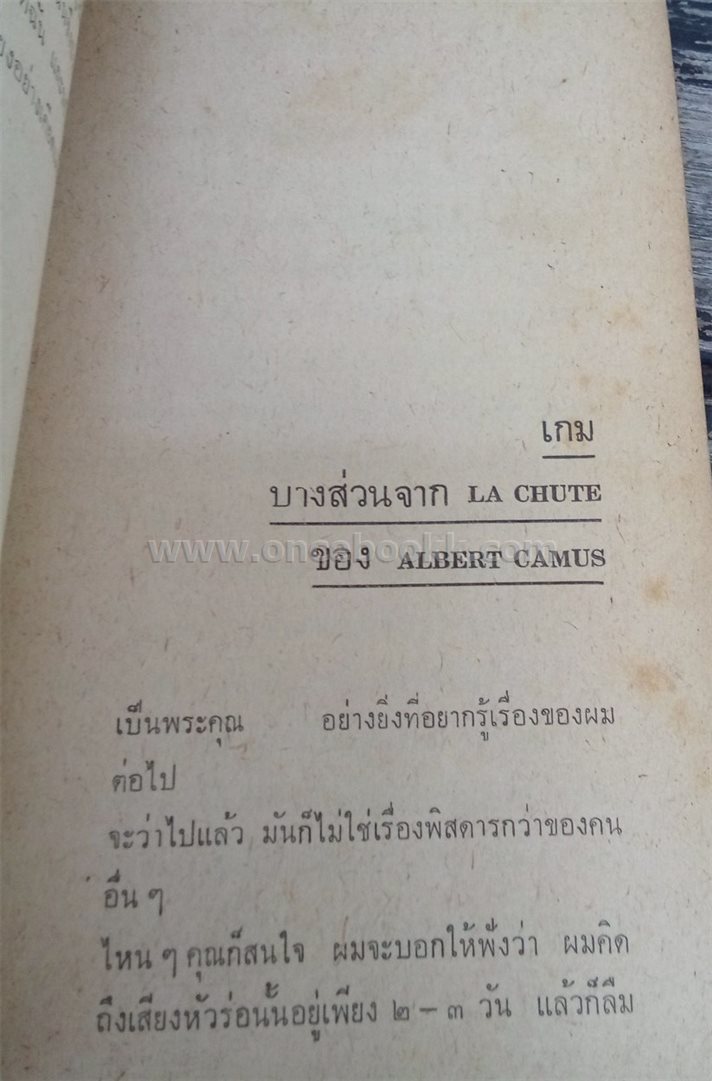 เกม
บางส่วนจาก LA CHUTE
www.onceboolik.com
ของ ALBERT CAMUS
เป็นพระคุณ อย่างยิ่งที่อยากรู้เรื่องของผม
ต่อไป
จะว่าไปแล้ว มันก็ไม่ใช่เรื่องพิสดารกว่าของคน
อื่น ๆ
ไหน ๆ คุณก็สนใจ ผมจะบอกให้ฟังว่า ผมคิด
ถึงเสียงหัวร่อนั้นอยู่เพียง ๒ – ๓ วัน แล้วก็ลืม